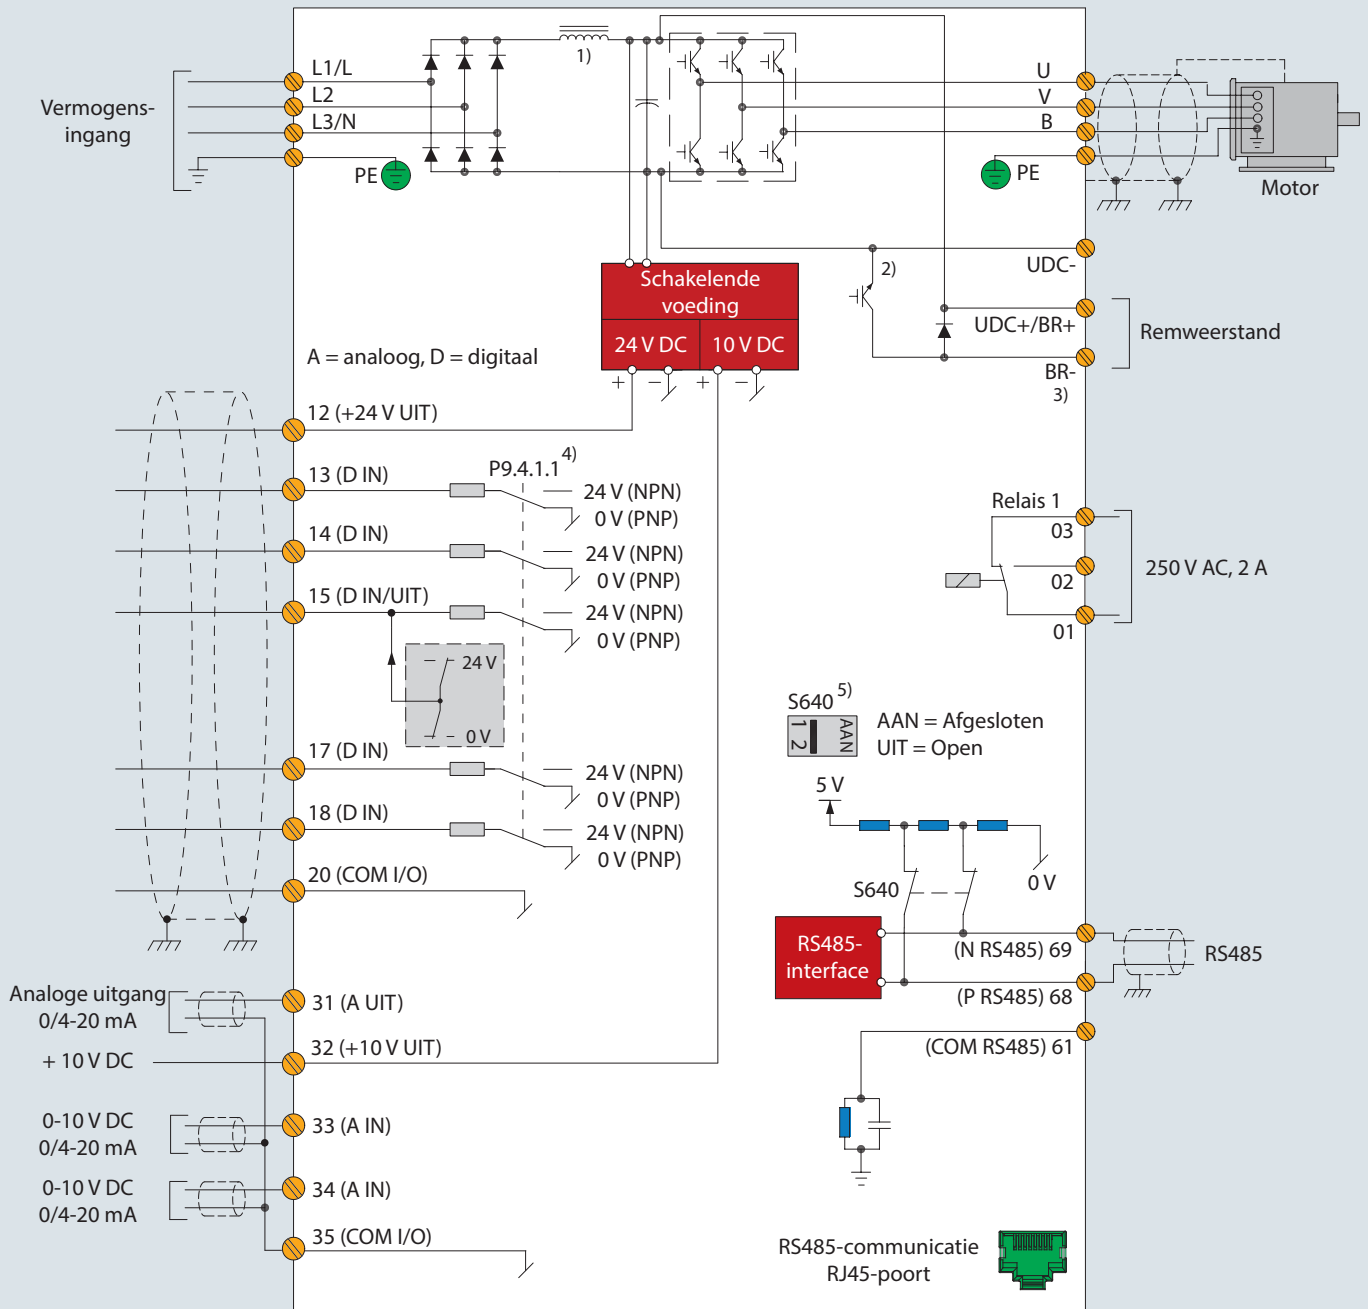 1)
L1/L
L2
L3/N
Vermogens-
ingang
PE
U
V
B
PE
Motor
UDC-
2)
UDC+/BR+
Remweerstand
BR-
3)
Schakelende
voeding
24 V DC
10 V DC
+
−
+
−
A = analoog, D = digitaal
12 (+24 V UIT)
P9.4.1.1 4)
13 (D IN)
24 V (NPN)
0 V (PNP)
14 (D IN)
24 V (NPN)
0 V (PNP)
15 (D IN/UIT)
24 V (NPN)
0 V (PNP)
24 V
0 V
17 (D IN)
24 V (NPN)
0 V (PNP)
18 (D IN)
24 V (NPN)
0 V (PNP)
20 (COM I/O)
Relais 1
03
02
01
250 V AC, 2 A
S640 5)
1 2
AAN
AAN = Afgesloten
UIT = Open
5 V
0 V
S640
RS485-
interface
(N RS485) 69
(P RS485) 68
RS485
(COM RS485) 61
Analoge uitgang
0/4-20 mA
31 (A UIT)
+ 10 V DC
32 (+10 V UIT)
0-10 V DC
0/4-20 mA
33 (A IN)
0-10 V DC
0/4-20 mA
34 (A IN)
35 (COM I/O)
RS485-communicatie
RJ45-poort